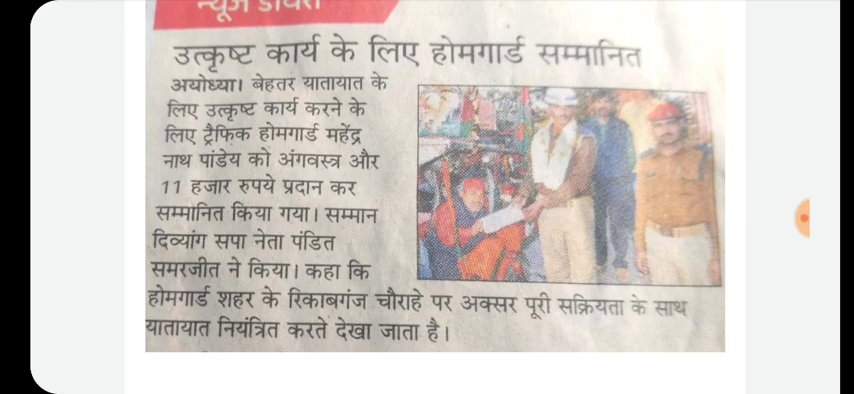 न्यूज डायरी
उत्कृष्ट कार्य के लिए होमगार्ड सम्मानित
अयोध्या। बेहतर यातायात के
लिए उत्कृष्ट कार्य करने के
लिए ट्रैफिक होमगार्ड महेंद्र
नाथ पांडेय को अंगवस्त्र और
11 हजार रुपये प्रदान कर
सम्मानित किया गया। सम्मान
दिव्यांग सपा नेता पंडित
समरजीत ने किया। कहा कि
होमगार्ड शहर के रिकाबगंज चौराहे पर अक्सर पूरी सक्रियता के साथ
यातायात नियंत्रित करते देखा जाता है।